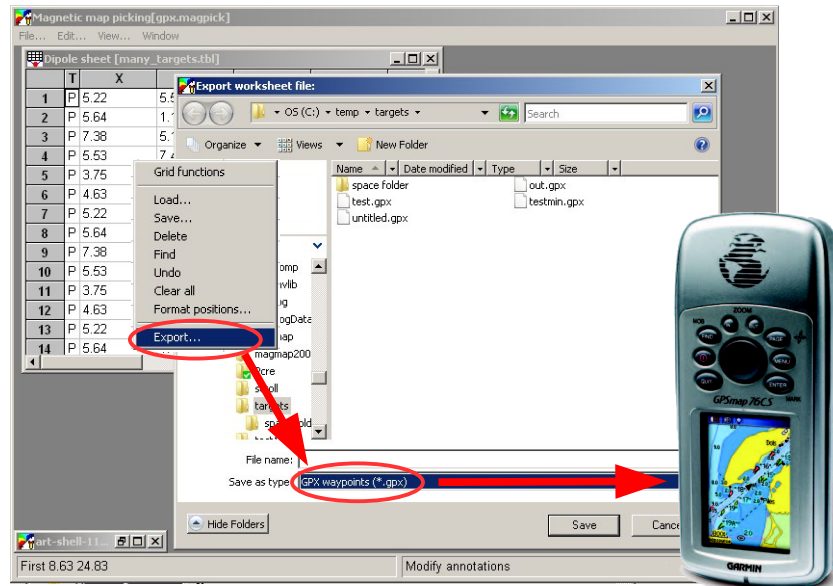 Magnetic map picking[gpx.magpick]
File... Edit... View... Window
Dipole sheet [many_targets.tbl]
T X
1 P 5.22
2 P 5.64
3 P 7.38
4 P 5.53
5 P 3.75
6 P 4.63
7 P 5.22
8 P 5.64
9 P 7.38
10 P 5.53
11 P 3.75
12 P 4.63
13 P 5.22
14 P 5.64
Grid functions
Load...
Save...
Delete
Find
Undo
Clear all
Format positions...
Export...
Export worksheet file:
OS (C:) temp targets
Search
Organize Views New Folder
Name Date modified Type Size
space folder out.gpx
test.gpx testmin.gpx
untitled.gpx
magmap200
targets
File name:
Save as type: GPX waypoints (*.gpx)
Hide Folders Save
First 8.63 24.83 Modify annotations
ZOOM
MOB
FIND PAGE
MENU
QUIT ENTER
MARK
GPSmap 76CS
GARMIN